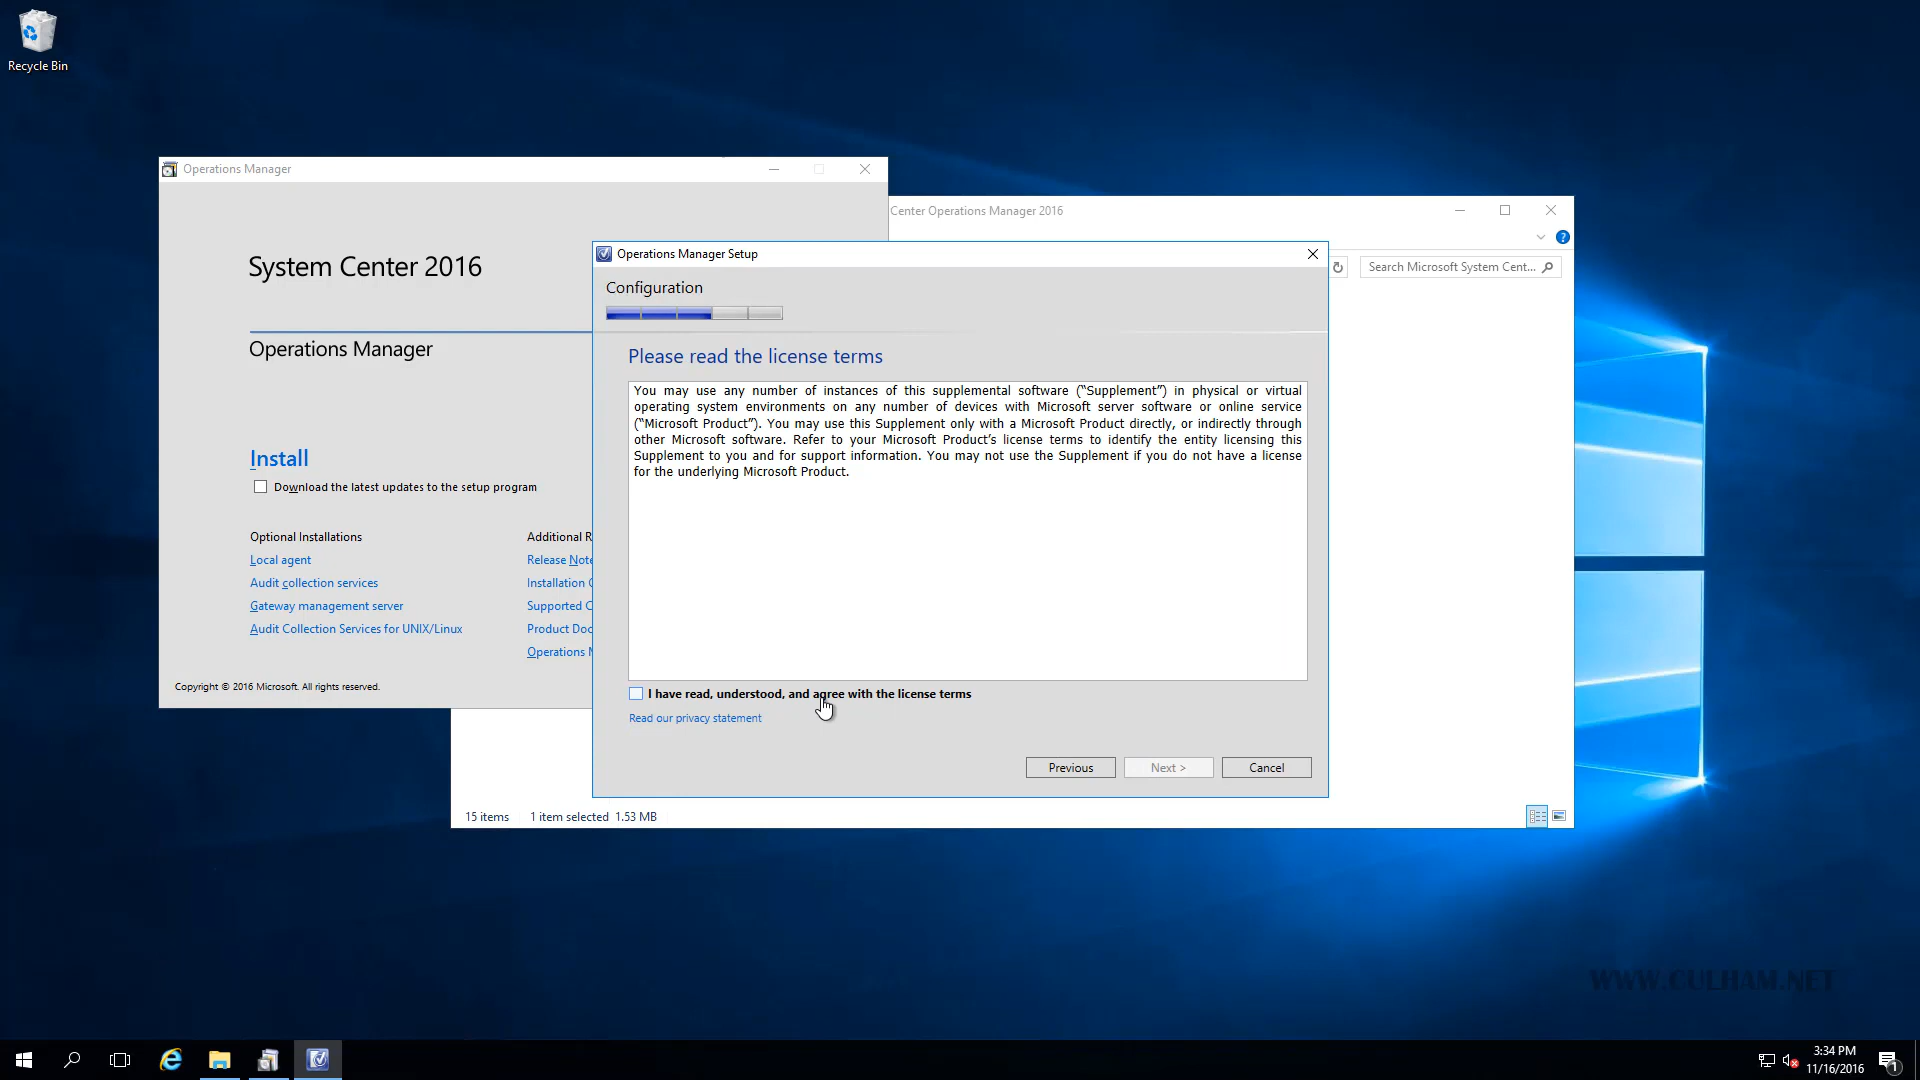 Recycle Bin
Operations Manager
System Center 2016
Operations Manager
Install
Download the latest updates to the setup program
Optional Installations
Local agent
Audit collection services
Gateway management server
Audit Collection Services for UNIX/Linux
Additional R
Release Note
Installation
Supported C
Product Doc
Operations
Copyright © 2016 Microsoft. All rights reserved.
Center Operations Manager 2016
Search Microsoft System Cent...
Operations Manager Setup
Configuration
Please read the license terms
You may use any number of instances of this supplemental software (“Supplement”) in physical or virtual
operating system environments on any number of devices with Microsoft server software or online service
(“Microsoft Product”). You may use this Supplement only with a Microsoft Product directly, or indirectly through
other Microsoft software. Refer to your Microsoft Product’s license terms to identify the entity licensing this
Supplement to you and for support information. You may not use the Supplement if you do not have a license
for the underlying Microsoft Product.
I have read, understood, and agree with the license terms
Read our privacy statement
Previous
Next >
Cancel
15 items
1 item selected 1.53 MB
WWW.CULHAM.NET
3:34 PM
11/16/2016
1